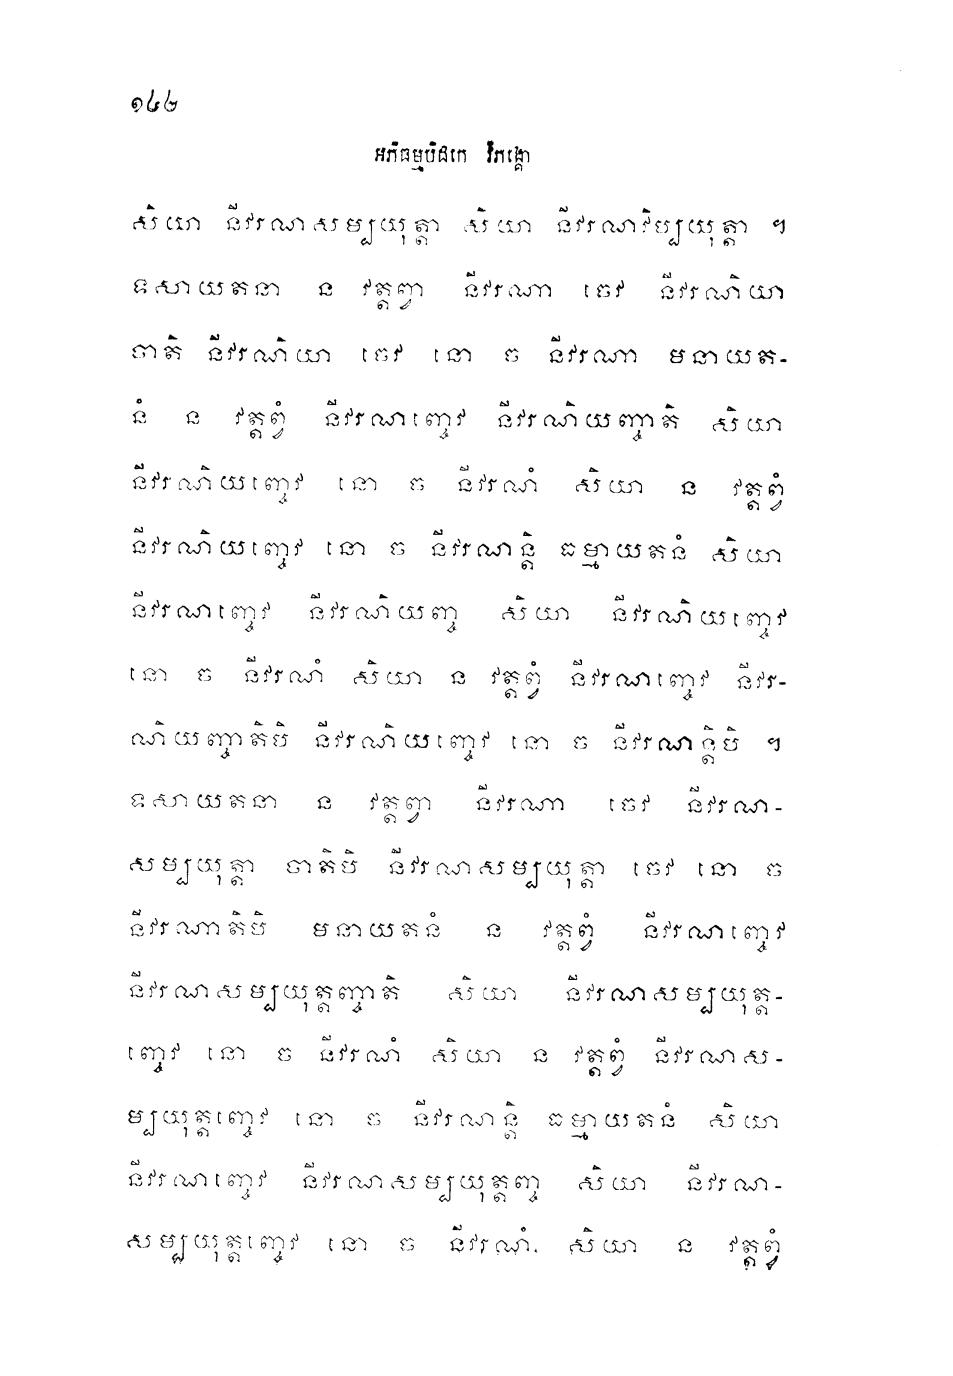 ១៤២
អភិធម្មបិដកេ វិភង្គោ
សិយា នីវរណសម្បយុត្តា សិយា នីវរណវិប្បយុត្តា ។
ទសាយតនា ន វត្តព្វា នីវរណា ចេវ នីវរណិយា
ចាតិ នីវរណិយា ចេវ នោ ច នីវរណា មនាយត-
នំ ន វត្តព្វំ នីវរណញ្ចេវ នីវរណិយញ្ចាតិ សិយា
នីវរណិយញ្ចេវ នោ ច នីវរណំ សិយា ន វត្តព្វំ
នីវរណិយញ្ចេវ នោ ច នីវរណន្តិ ធម្មាយតនំ សិយា
នីវរណញ្ចេវ នីវរណិយញ្ច សិយា នីវរណិយញ្ចេវ
នោ ច នីវរណំ សិយា ន វត្តព្វំ នីវរណញ្ចេវ នីវរ-
ណិយញ្ចាតិបិ នីវរណិយញ្ចេវ នោ ច នីវរណន្តិបិ ។
ទសាយតនា ន វត្តព្វា នីវរណា ចេវ នីវរណ-
សម្បយុត្តា ចាតិបិ នីវរណសម្បយុត្តា ចេវ នោ ច
នីវរណាតិបិ មនាយតនំ ន វត្តព្វំ នីវរណញ្ចេវ
នីវរណសម្បយុត្តញ្ចាតិ សិយា នីវរណសម្បយុត្ត-
ញ្ចេវ នោ ច នីវរណំ សិយា ន វត្តព្វំ នីវរណស-
ម្បយុត្តញ្ចេវ នោ ច នីវរណន្តិ ធម្មាយតនំ សិយា
នីវរណញ្ចេវ នីវរណសម្បយុត្តញ្ច សិយា នីវរណ-
សម្បយុត្តញ្ចេវ នោ ច នីវរណំ សិយា ន វត្តព្វំ